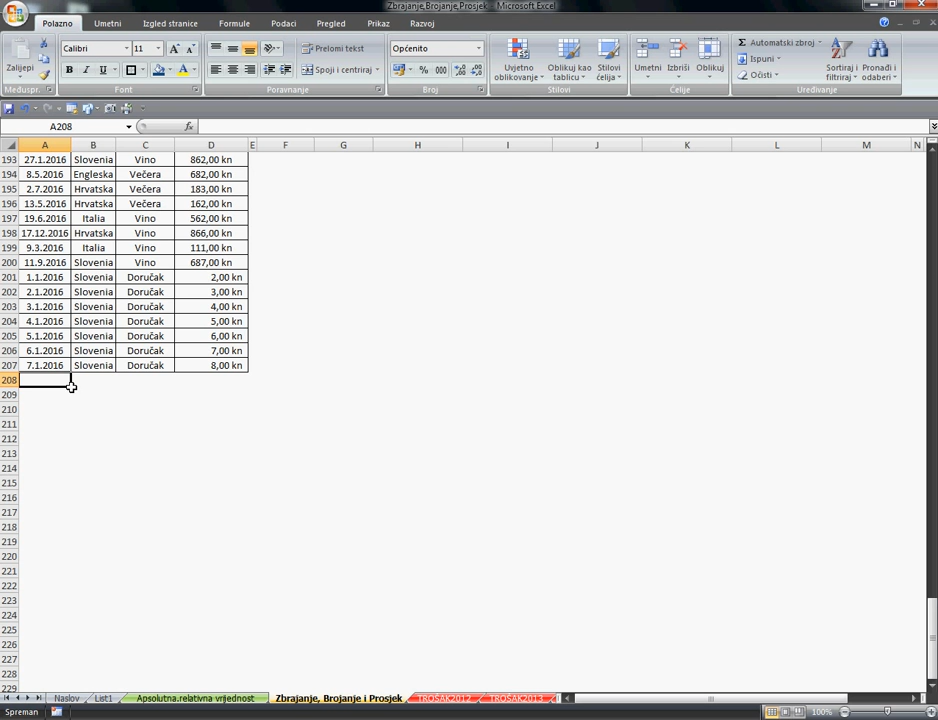 Zbrajanje,Brojanje,Prosjek - Microsoft Excel
Polazno Umetni Izgled stranice Formule Podaci Pregled Prikaz Razvoj
Zalijepi Calibri 11 Prelomi tekst Općenito Uvjetno oblikovanje Oblikuj kao tablicu Stilovi ćelija Umetni Izbriši Oblikuj Automatski zbroj Ispuni Očisti Sortiraj i filtriraj Pronađi i odaberi
B I U A Spoji i centriraj % 000
Međuspr. Font Poravnanje Broj Stilovi Ćelije Uređivanje
A208 fx
A B C D E F G H I J K L M N
193 27.1.2016 Slovenia Vino 862,00 kn
194 8.5.2016 Engleska Večera 682,00 kn
195 2.7.2016 Hrvatska Večera 183,00 kn
196 13.5.2016 Hrvatska Večera 162,00 kn
197 19.6.2016 Italia Vino 562,00 kn
198 17.12.2016 Hrvatska Vino 866,00 kn
199 9.3.2016 Italia Vino 111,00 kn
200 11.9.2016 Slovenia Vino 687,00 kn
201 1.1.2016 Slovenia Doručak 2,00 kn
202 2.1.2016 Slovenia Doručak 3,00 kn
203 3.1.2016 Slovenia Doručak 4,00 kn
204 4.1.2016 Slovenia Doručak 5,00 kn
205 5.1.2016 Slovenia Doručak 6,00 kn
206 6.1.2016 Slovenia Doručak 7,00 kn
207 7.1.2016 Slovenia Doručak 8,00 kn
208
209
210
211
212
213
214
215
216
217
218
219
220
221
222
223
224
225
226
227
228
229
Naslov List1 Apsolutna.relativna vrijednost Zbrajanje, Brojanje i Prosjek TROŠAK2012 TROŠAK2013
Spreman 100%